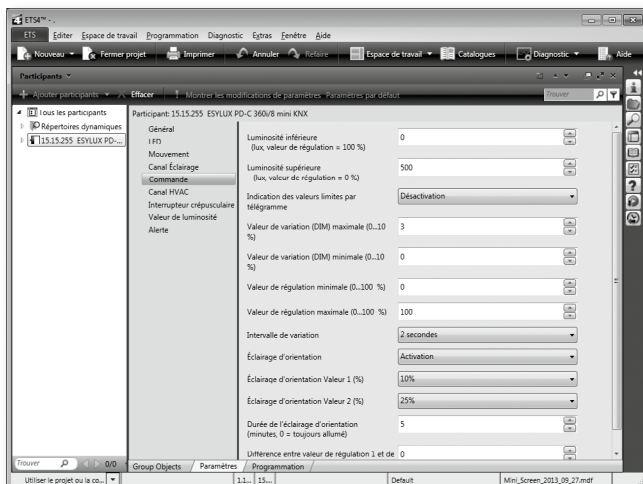 ETS4™ - .
ETS Editer Espace de travail Programmation Diagnostic Extras Fenêtre Aide
Nouveau Fermer projet Imprimer Annuler Refaire Espace de travail Catalogues Diagnostic Aide
Participants
Ajouter participants Effacer Montrer les modifications de paramètres Paramètres par défaut Trouver
Tous les participants
Répertoires dynamiques
15.15.255 ESYLUX PD-...
Participant: 15.15.255 ESYLUX PD-C 360i/8 mini KNX
Général
LED
Mouvement
Canal Éclairage
Commande
Canal HVAC
Interrupteur crépusculaire
Valeur de luminosité
Alerte
Luminosité inférieure 0
(lux, valeur de régulation = 100 %)
Luminosité supérieure 500
(lux, valeur de régulation = 0 %)
Indication des valeurs limites par Désactivation
télégramme
Valeur de variation (DIM) maximale (0...10 3
%)
Valeur de variation (DIM) minimale (0...10 0
%)
Valeur de régulation minimale (0...100 %) 0
Valeur de régulation maximale (0...100 %) 100
Intervalle de variation 2 secondes
Éclairage d'orientation Activation
Éclairage d'orientation Valeur 1 (%) 10%
Éclairage d'orientation Valeur 2 (%) 25%
Durée de l'éclairage d'orientation 5
(minutes, 0 = toujours allumé)
Différence entre valeur de régulation 1 et de 0
Trouver 0/0 Group Objects Paramètres Programmation
Utiliser le projet ou la co... 1.1... 15.... Default Mini_Screen_2013_09_27.mdf